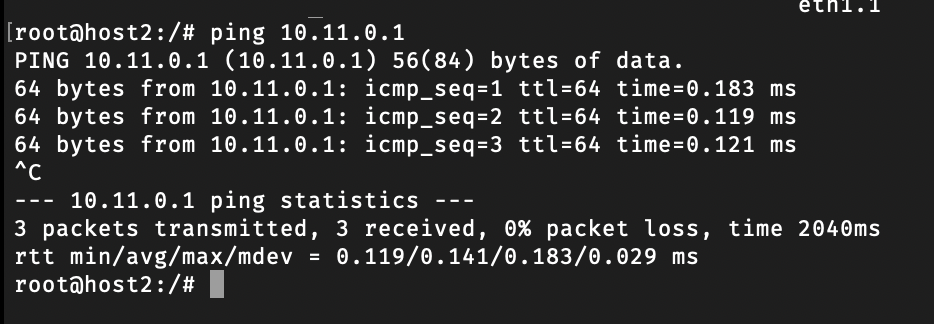 eth1.1
[root@host2:/# ping 10.11.0.1
PING 10.11.0.1 (10.11.0.1) 56(84) bytes of data.
64 bytes from 10.11.0.1: icmp_seq=1 ttl=64 time=0.183 ms
64 bytes from 10.11.0.1: icmp_seq=2 ttl=64 time=0.119 ms
64 bytes from 10.11.0.1: icmp_seq=3 ttl=64 time=0.121 ms
^C
--- 10.11.0.1 ping statistics ---
3 packets transmitted, 3 received, 0% packet loss, time 2040ms
rtt min/avg/max/mdev = 0.119/0.141/0.183/0.029 ms
root@host2:/#